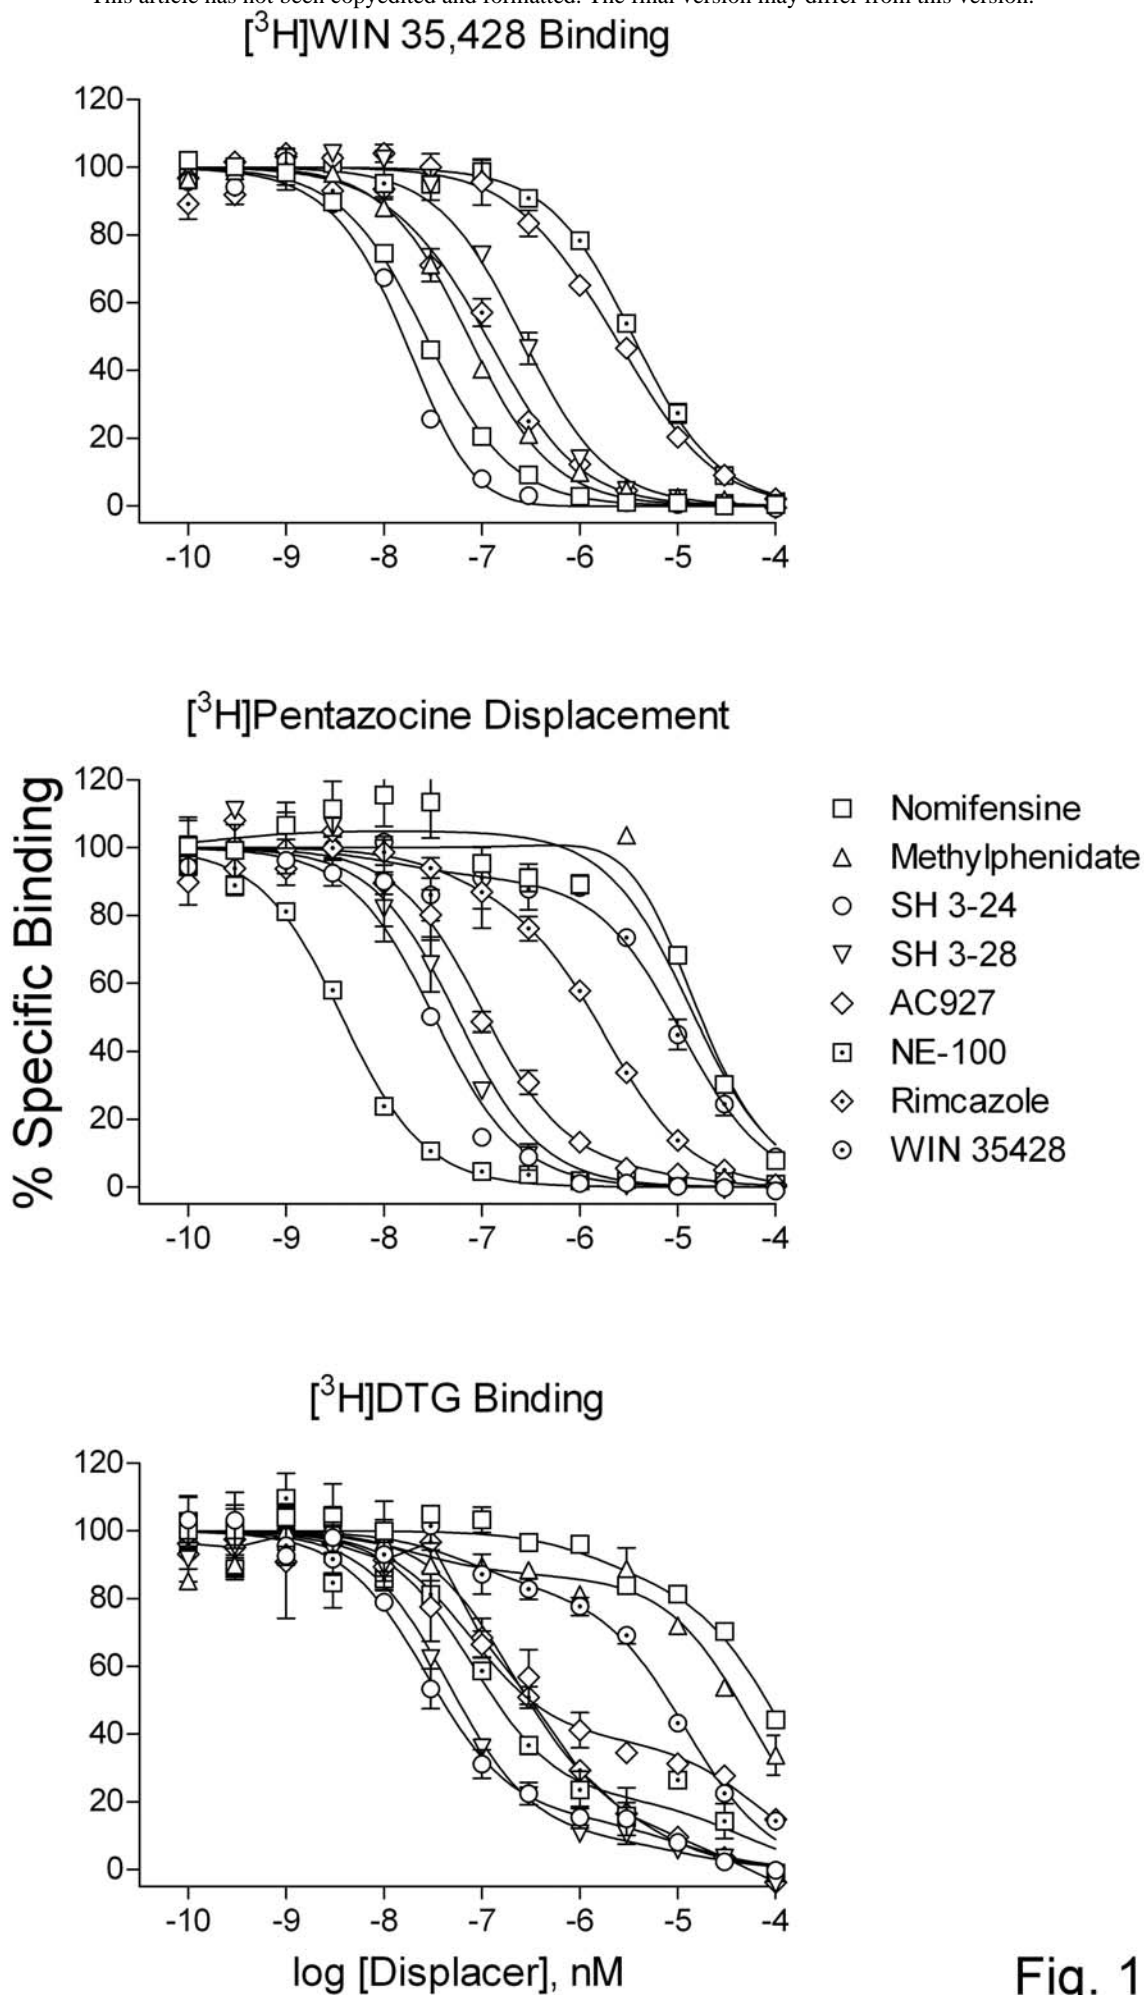 This article has not been copyedited and formatted. The final version may differ from this version.
[³H]WIN 35,428 Binding
120
100
80
60
40
20
0
-10 -9 -8 -7 -6 -5 -4
[³H]Pentazocine Displacement
% Specific Binding
120
100
80
60
40
20
0
-10 -9 -8 -7 -6 -5 -4
Nomifensine
Methylphenidate
SH 3-24
SH 3-28
AC927
NE-100
Rimcazole
WIN 35428
[³H]DTG Binding
120
100
80
60
40
20
0
-10 -9 -8 -7 -6 -5 -4
log [Displacer], nM
Fig. 1